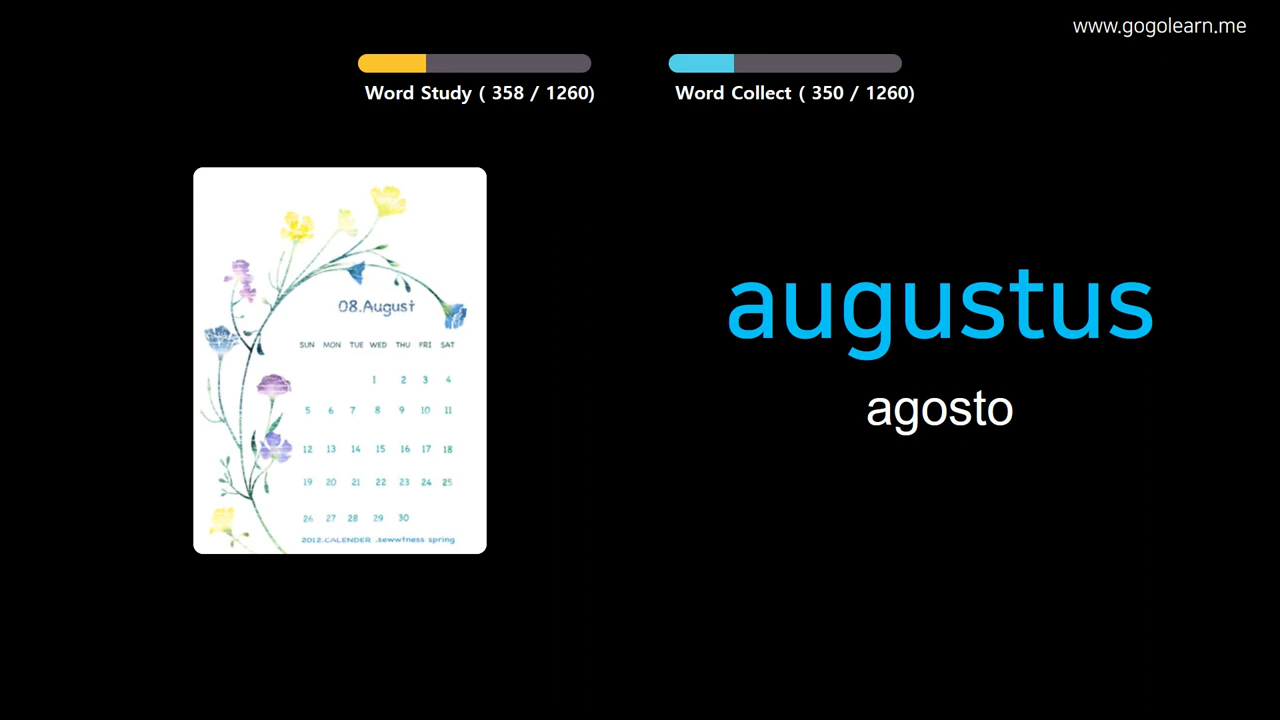 www.gogolearn.me
Word Study ( 358 / 1260)
Word Collect ( 350 / 1260)
08.August
SUN MON TUE WED THU FRI SAT
1 2 3 4
5 6 7 8 9 10 11
12 13 14 15 16 17 18
19 20 21 22 23 24 25
26 27 28 29 30
2012.CALENDER .sewwtness spring
augustus
agosto